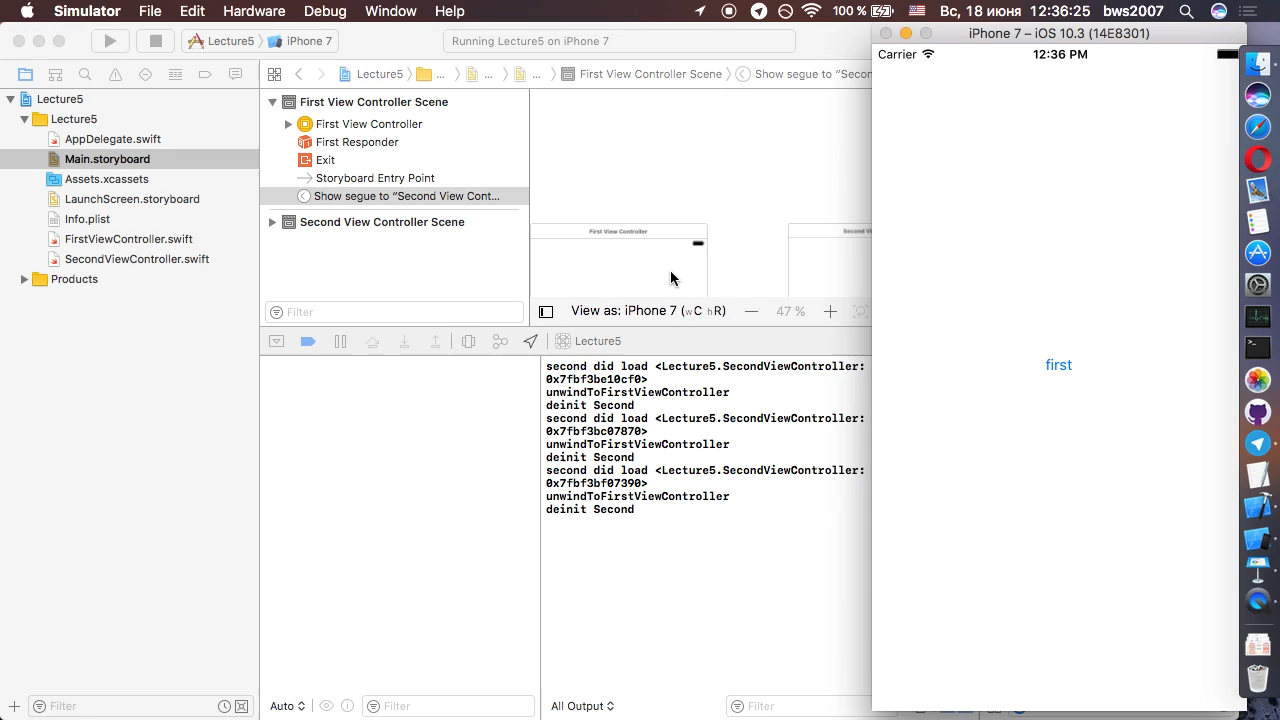 Simulator File Edit Hardware Debug Window Help 100 % Вс, 18 июня 12:36:25 bws2007
Lecture5 iPhone 7
Running Lecture5 on iPhone 7
iPhone 7 – iOS 10.3 (14E8301)
Carrier 12:36 PM
Lecture5 ... ... ... First View Controller Scene Show segue to “Secon
Lecture5
Lecture5
AppDelegate.swift
Main.storyboard
Assets.xcassets
LaunchScreen.storyboard
Info.plist
FirstViewController.swift
SecondViewController.swift
Products
First View Controller Scene
First View Controller
First Responder
Exit
Storyboard Entry Point
Show segue to “Second View Cont...
Second View Controller Scene
Filter
First View Controller
Second Vi
View as: iPhone 7 (wC hR) 47 %
Lecture5
second did load <Lecture5.SecondViewController:
0x7fbf3be10cf0>
unwindToFirstViewController
deinit Second
second did load <Lecture5.SecondViewController:
0x7fbf3bc07870>
unwindToFirstViewController
deinit Second
second did load <Lecture5.SecondViewController:
0x7fbf3bf07390>
unwindToFirstViewController
deinit Second
first
Filter
Auto
Filter
All Output
Filter